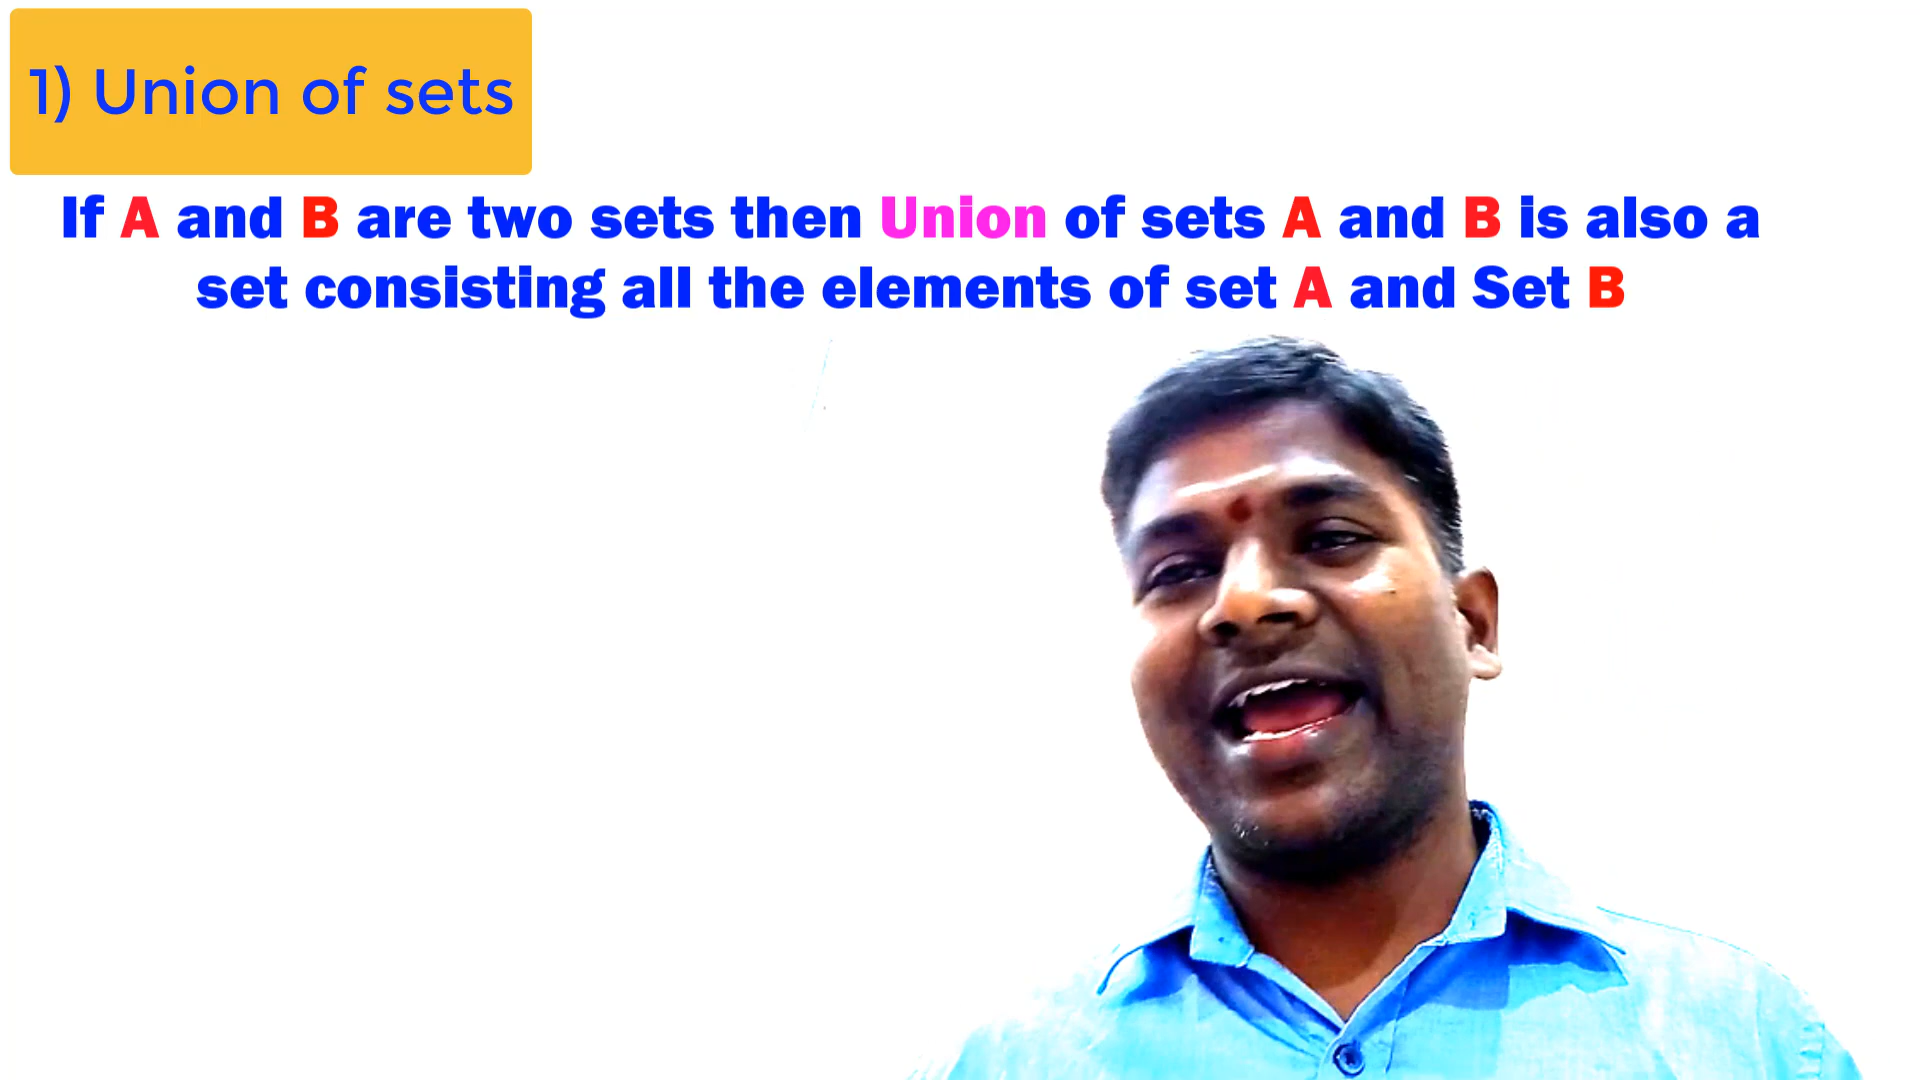 1) Union of sets
If A and B are two sets then Union of sets A and B is also a
set consisting all the elements of set A and Set B